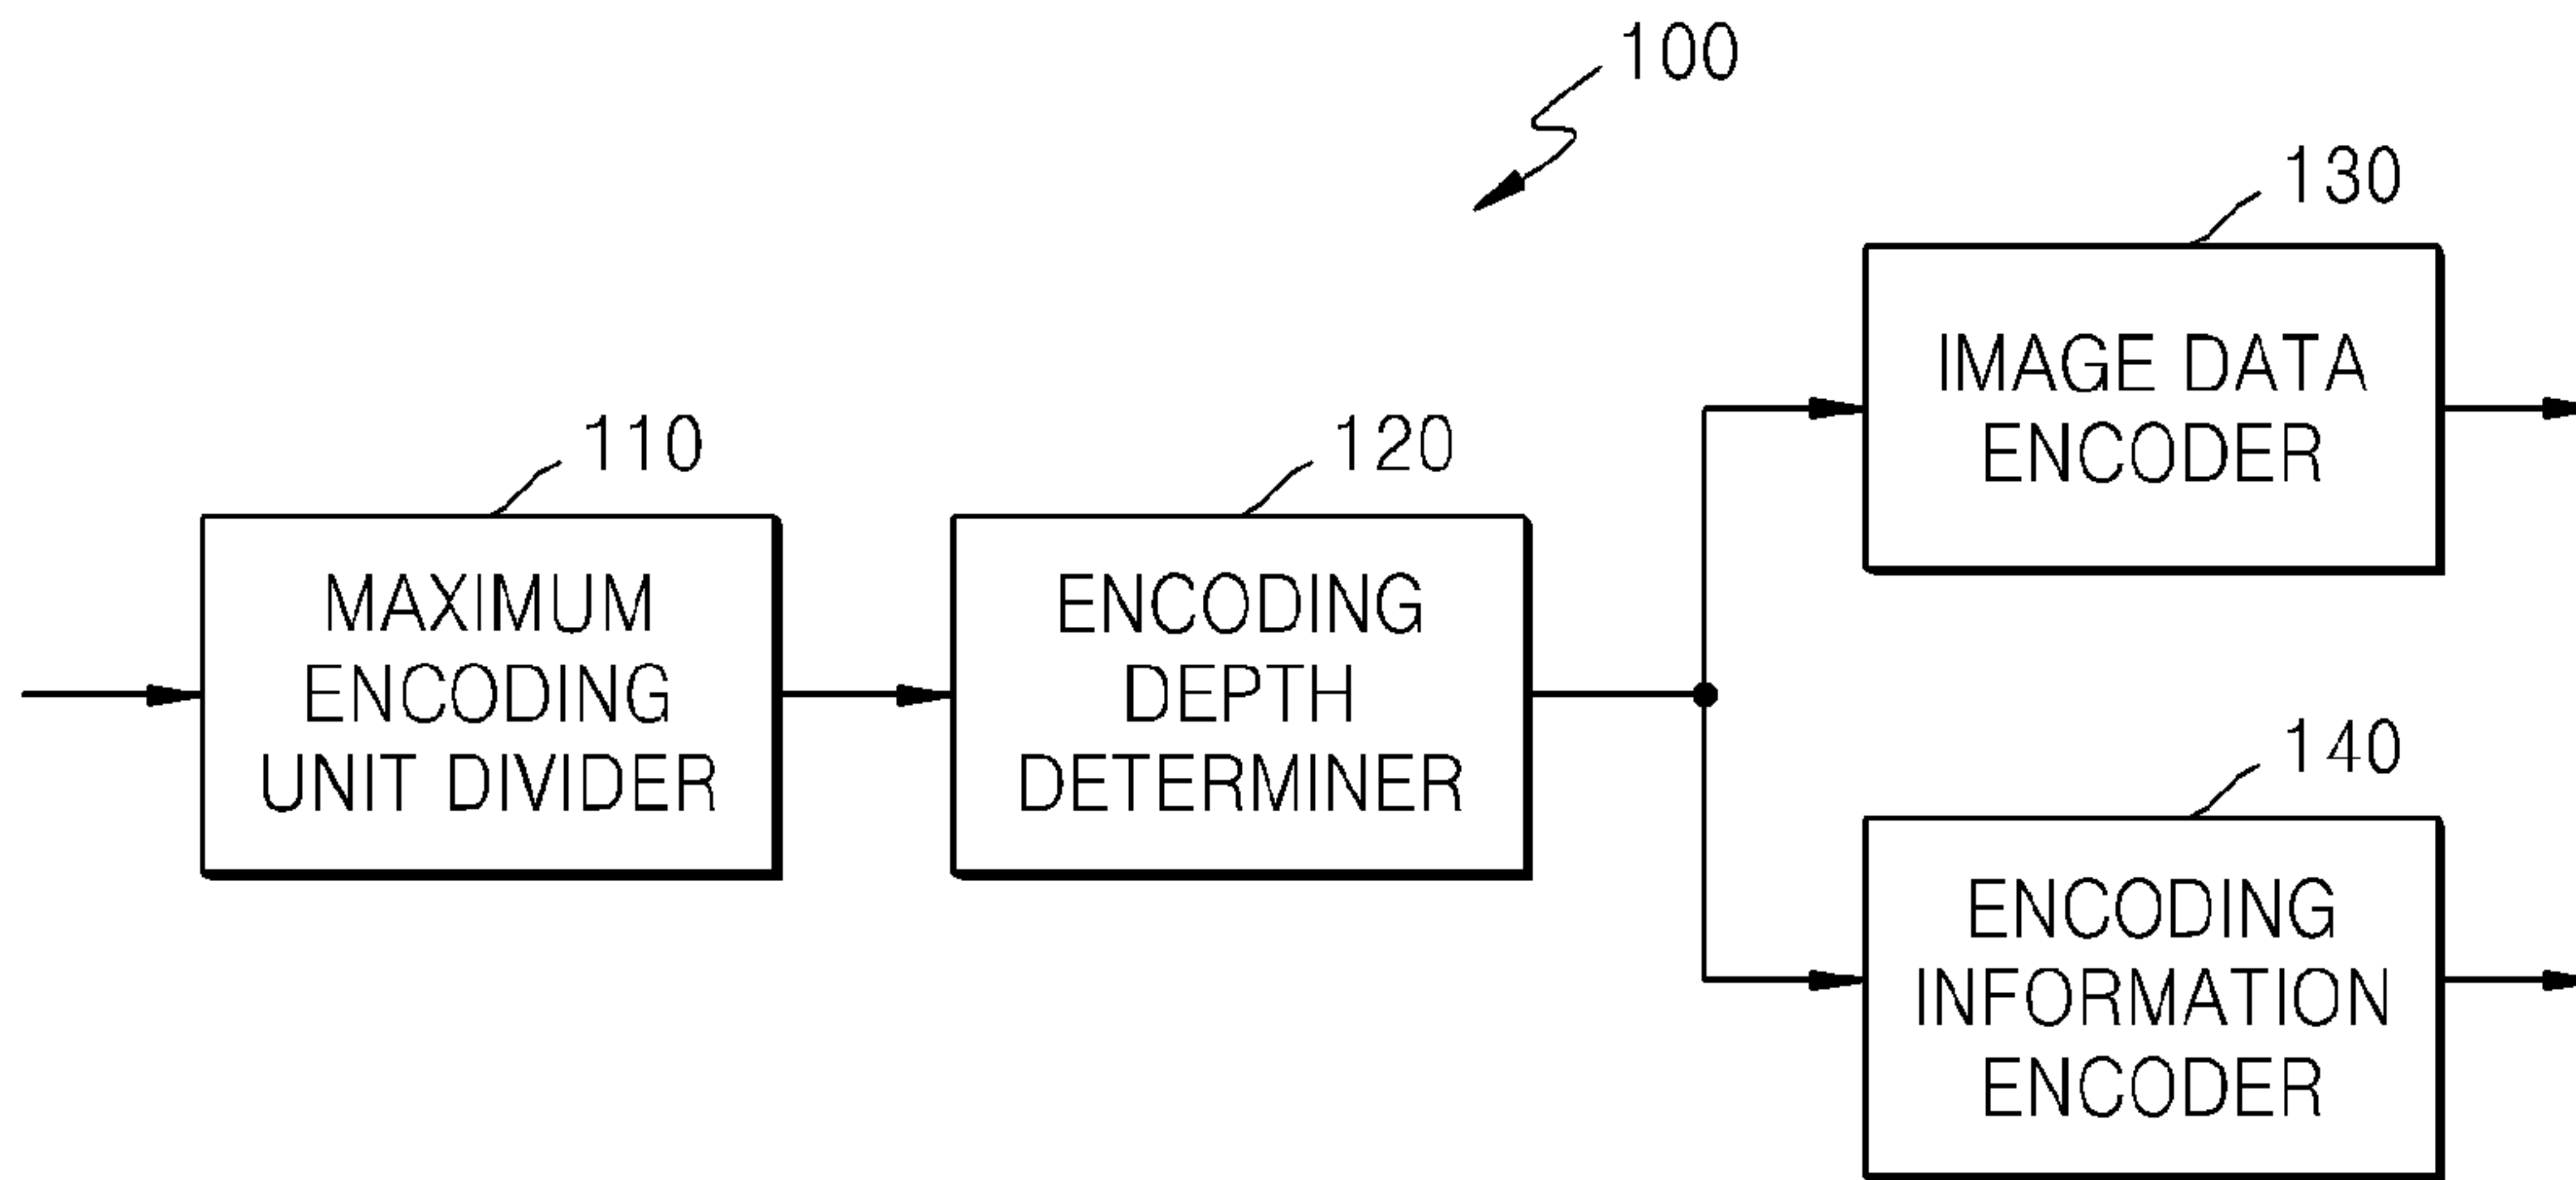 100
130
IMAGE DATA
ENCODER
110
120
MAXIMUM
ENCODING
UNIT DIVIDER
ENCODING
DEPTH
DETERMINER
140
ENCODING
INFORMATION
ENCODER